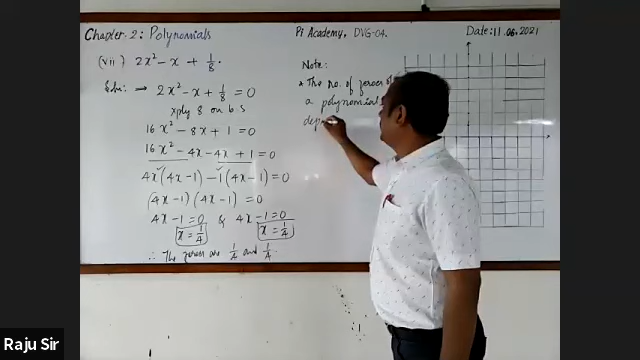 Chapter 2: Polynomials
Pi Academy, DVG-04.
Date: 11.06.2021
(vii) 2x² - x + 1/8.
Soln: ⇒ 2x² - x + 1/8 = 0
xply 8 on b.s
16x² - 8x + 1 = 0
16x² - 4x - 4x + 1 = 0
4x(4x-1) - 1(4x-1) = 0
(4x-1)(4x-1) = 0
4x-1=0 & 4x-1=0
x = 1/4 x = 1/4
∴ The zeroes are 1/4 and 1/4.
Note:
* The no. of zeroes of
a polynomial
dep
Raju Sir